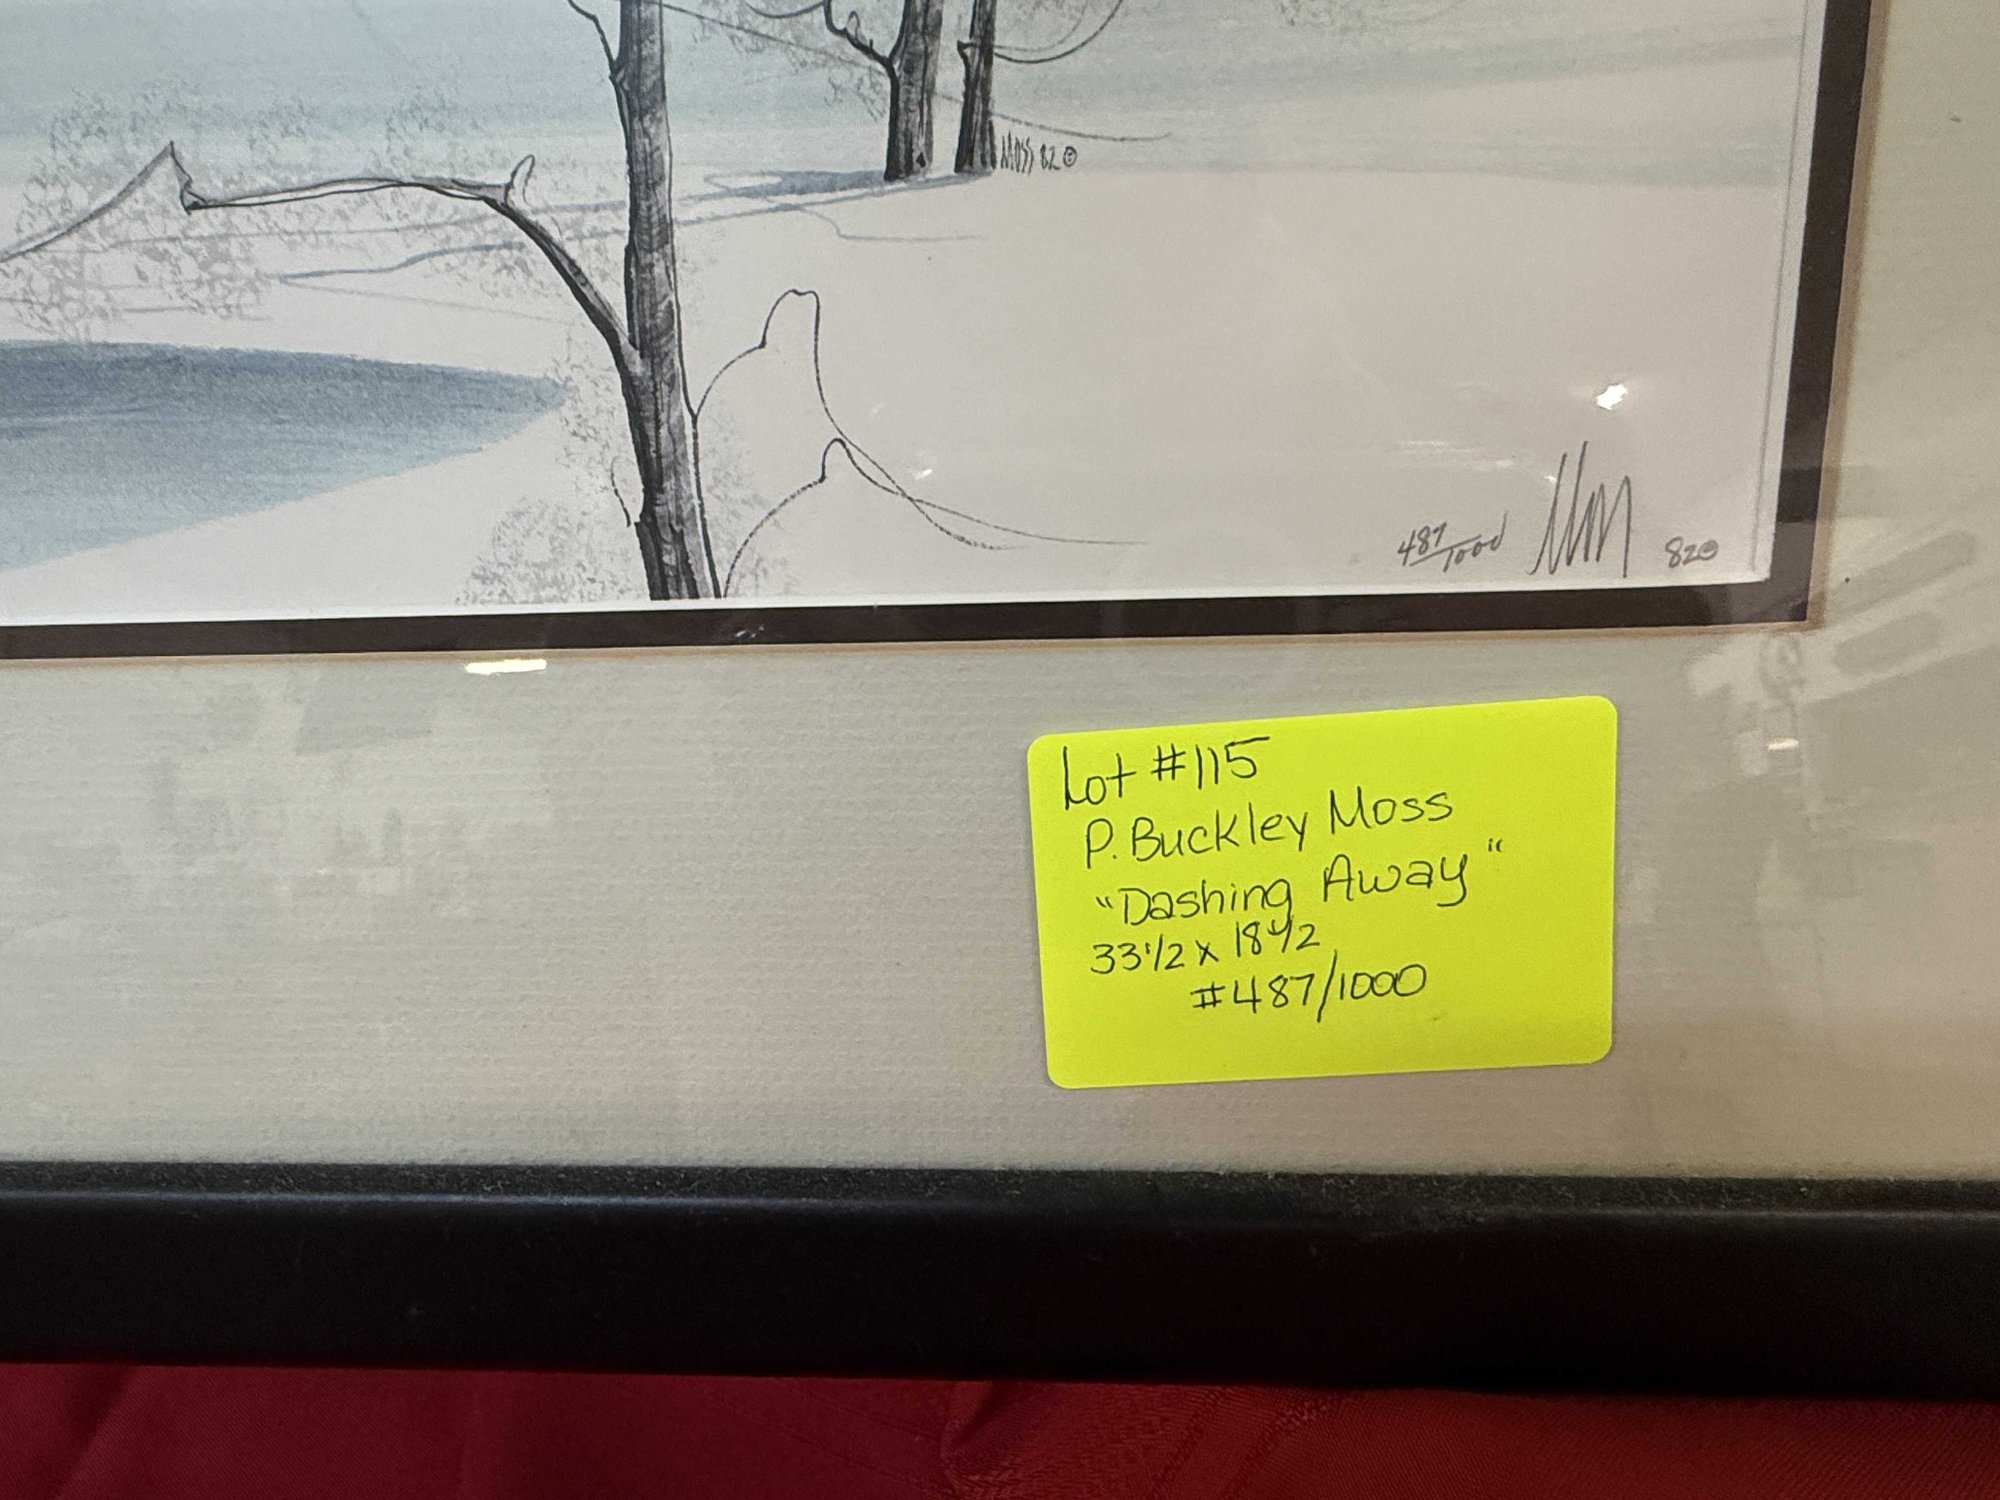 MOSS 82 ©
487/1000 Moss 82 ©
Lot #115
P. Buckley Moss
"Dashing Away"
33 1/2 x 18 1/2
#487/1000